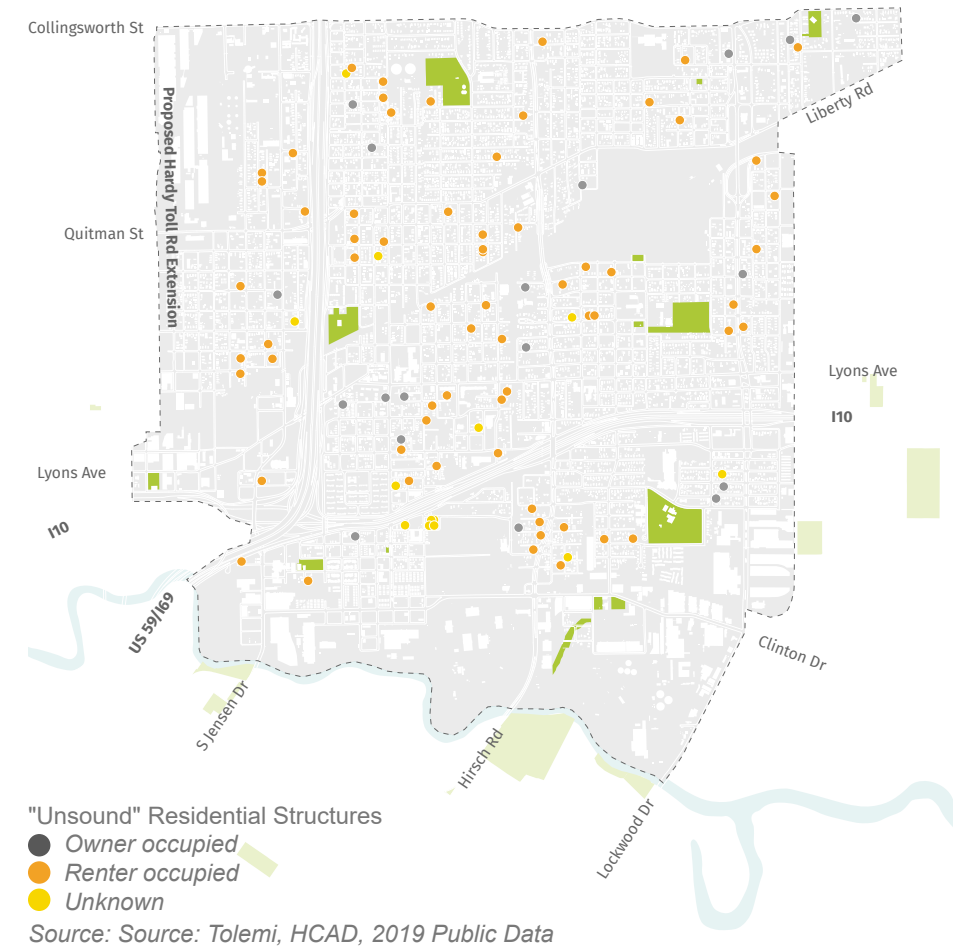 Collingsworth St
Liberty Rd
Proposed Hardy Toll Rd Extension
Quitman St
Lyons Ave
I10
Lyons Ave
I10
US 59/I69
Clinton Dr
S Jensen Dr
Hirsch Rd
Lockwood Dr
"Unsound" Residential Structures
Owner occupied
Renter occupied
Unknown
Source: Source: Tolemi, HCAD, 2019 Public Data